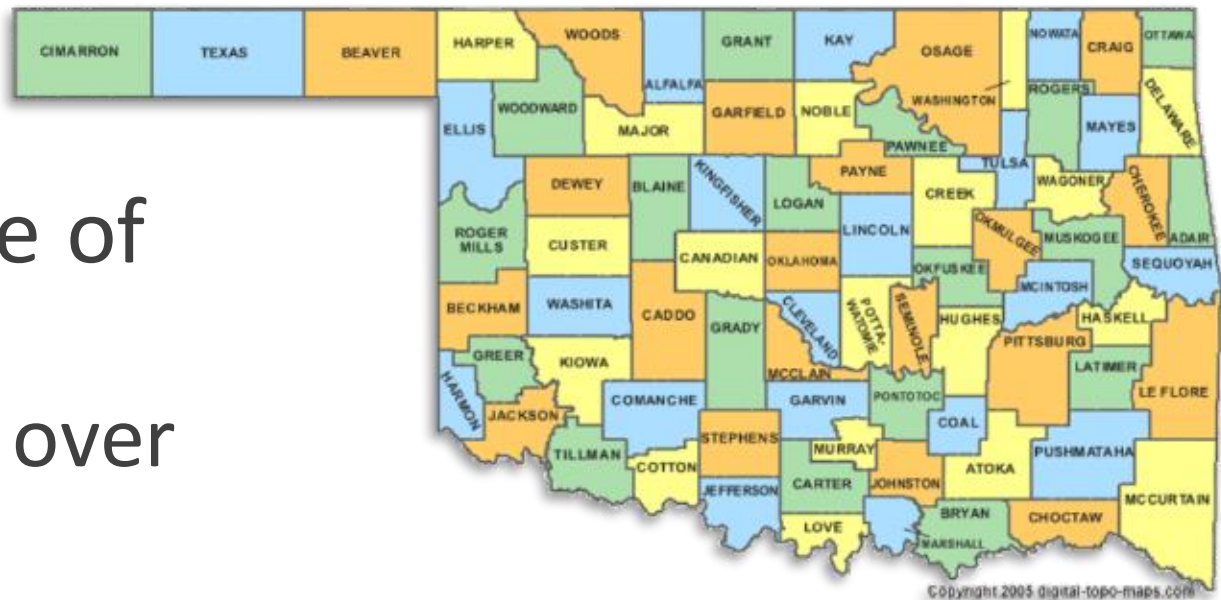 CIMARRON
TEXAS
BEAVER
HARPER
WOODS
ALFALFA
GRANT
KAY
OSAGE
WASHINGTON
NOWATA
CRAIG
OTTAWA
ELLIS
WOODWARD
MAJOR
GARFIELD
NOBLE
PAWNEE
ROGERS
MAYES
DELAWARE
e of
ROGER
MILLS
DEWEY
BLAINE
KINGFISHER
LOGAN
PAYNE
CREEK
TULSA
WAGONER
CHEROKEE
ADAIR
CUSTER
CANADIAN
OKLAHOMA
LINCOLN
OKMULGEE
MUSKOGEE
SEQUOYAH
BECKHAM
WASHITA
CADDO
GRADY
CLEVELAND
POTTA-
WATOMIE
SEMINOLE
OKFUSKEE
HUGHES
MCINTOSH
HASKELL
PITTSBURG
LATIMER
LE FLORE
GREER
KIOWA
MCCLAIN
HARMON
JACKSON
COMANCHE
GARVIN
PONTOTOC
COAL
over
TILLMAN
COTTON
STEPHENS
MURRAY
JOHNSTON
ATOKA
PUSHMATAHA
MCCURTAIN
JEFFERSON
CARTER
LOVE
MARSHALL
BRYAN
CHOCTAW
Copyright 2005 digital-topo-maps.com